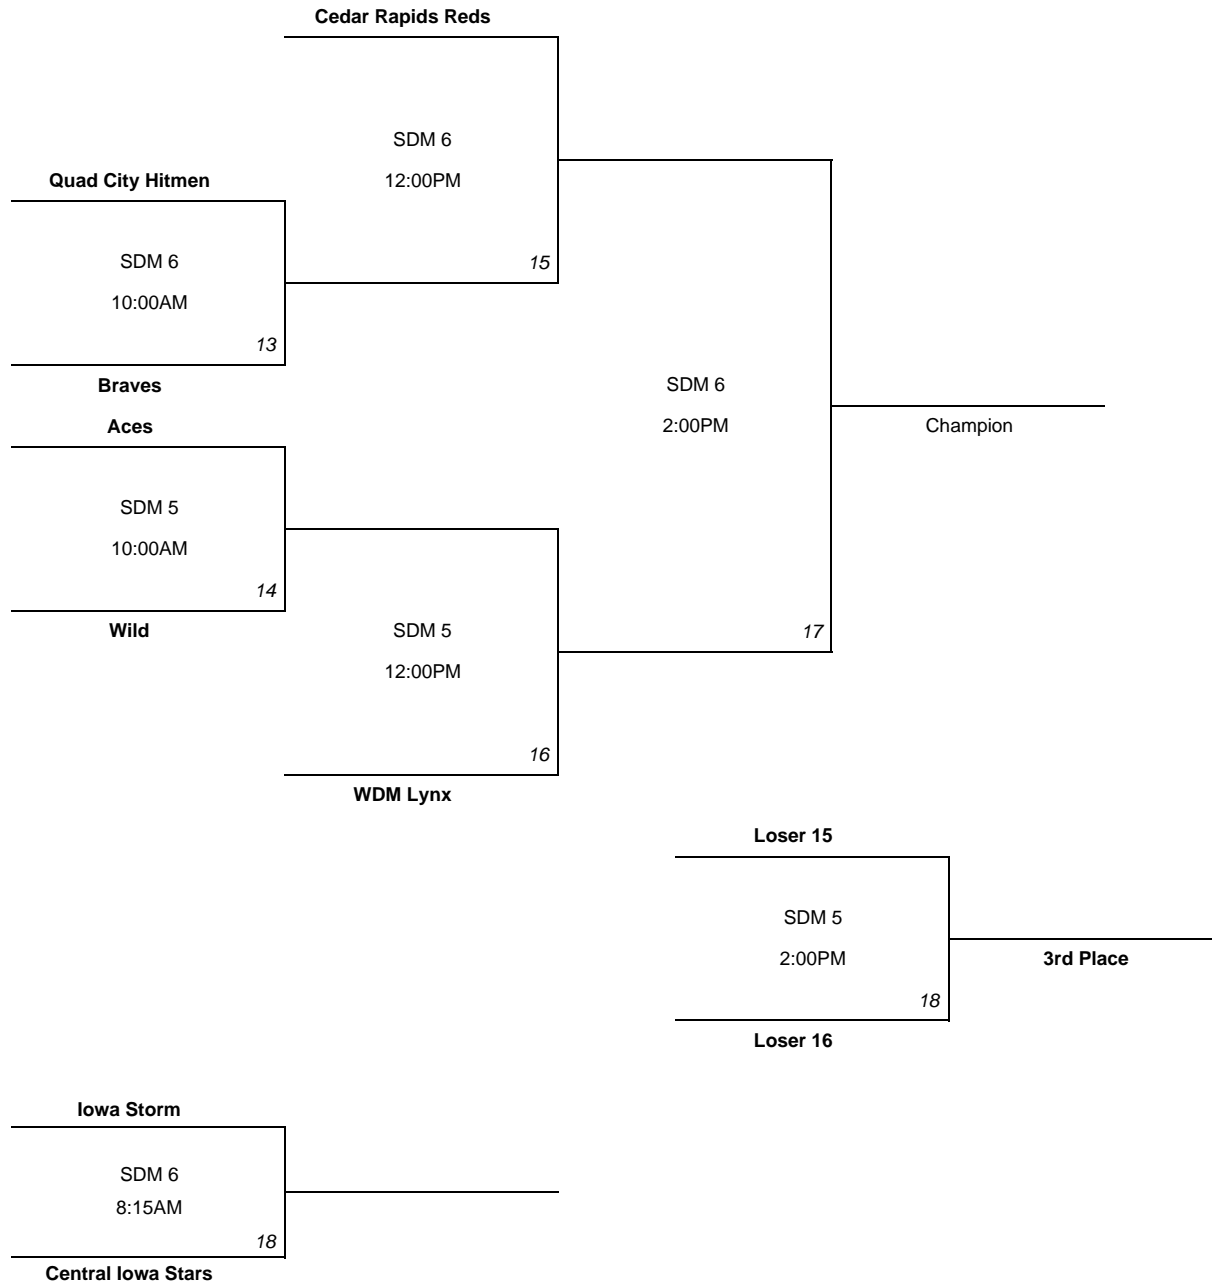 Cedar Rapids Reds
SDM 6
12:00PM
15
Quad City Hitmen
SDM 6
10:00AM
13
Braves
Aces
SDM 5
10:00AM
14
Wild
SDM 5
12:00PM
16
WDM Lynx
SDM 6
2:00PM
17
Champion
Loser 15
SDM 5
2:00PM
18
Loser 16
3rd Place
Iowa Storm
SDM 6
8:15AM
18
Central Iowa Stars